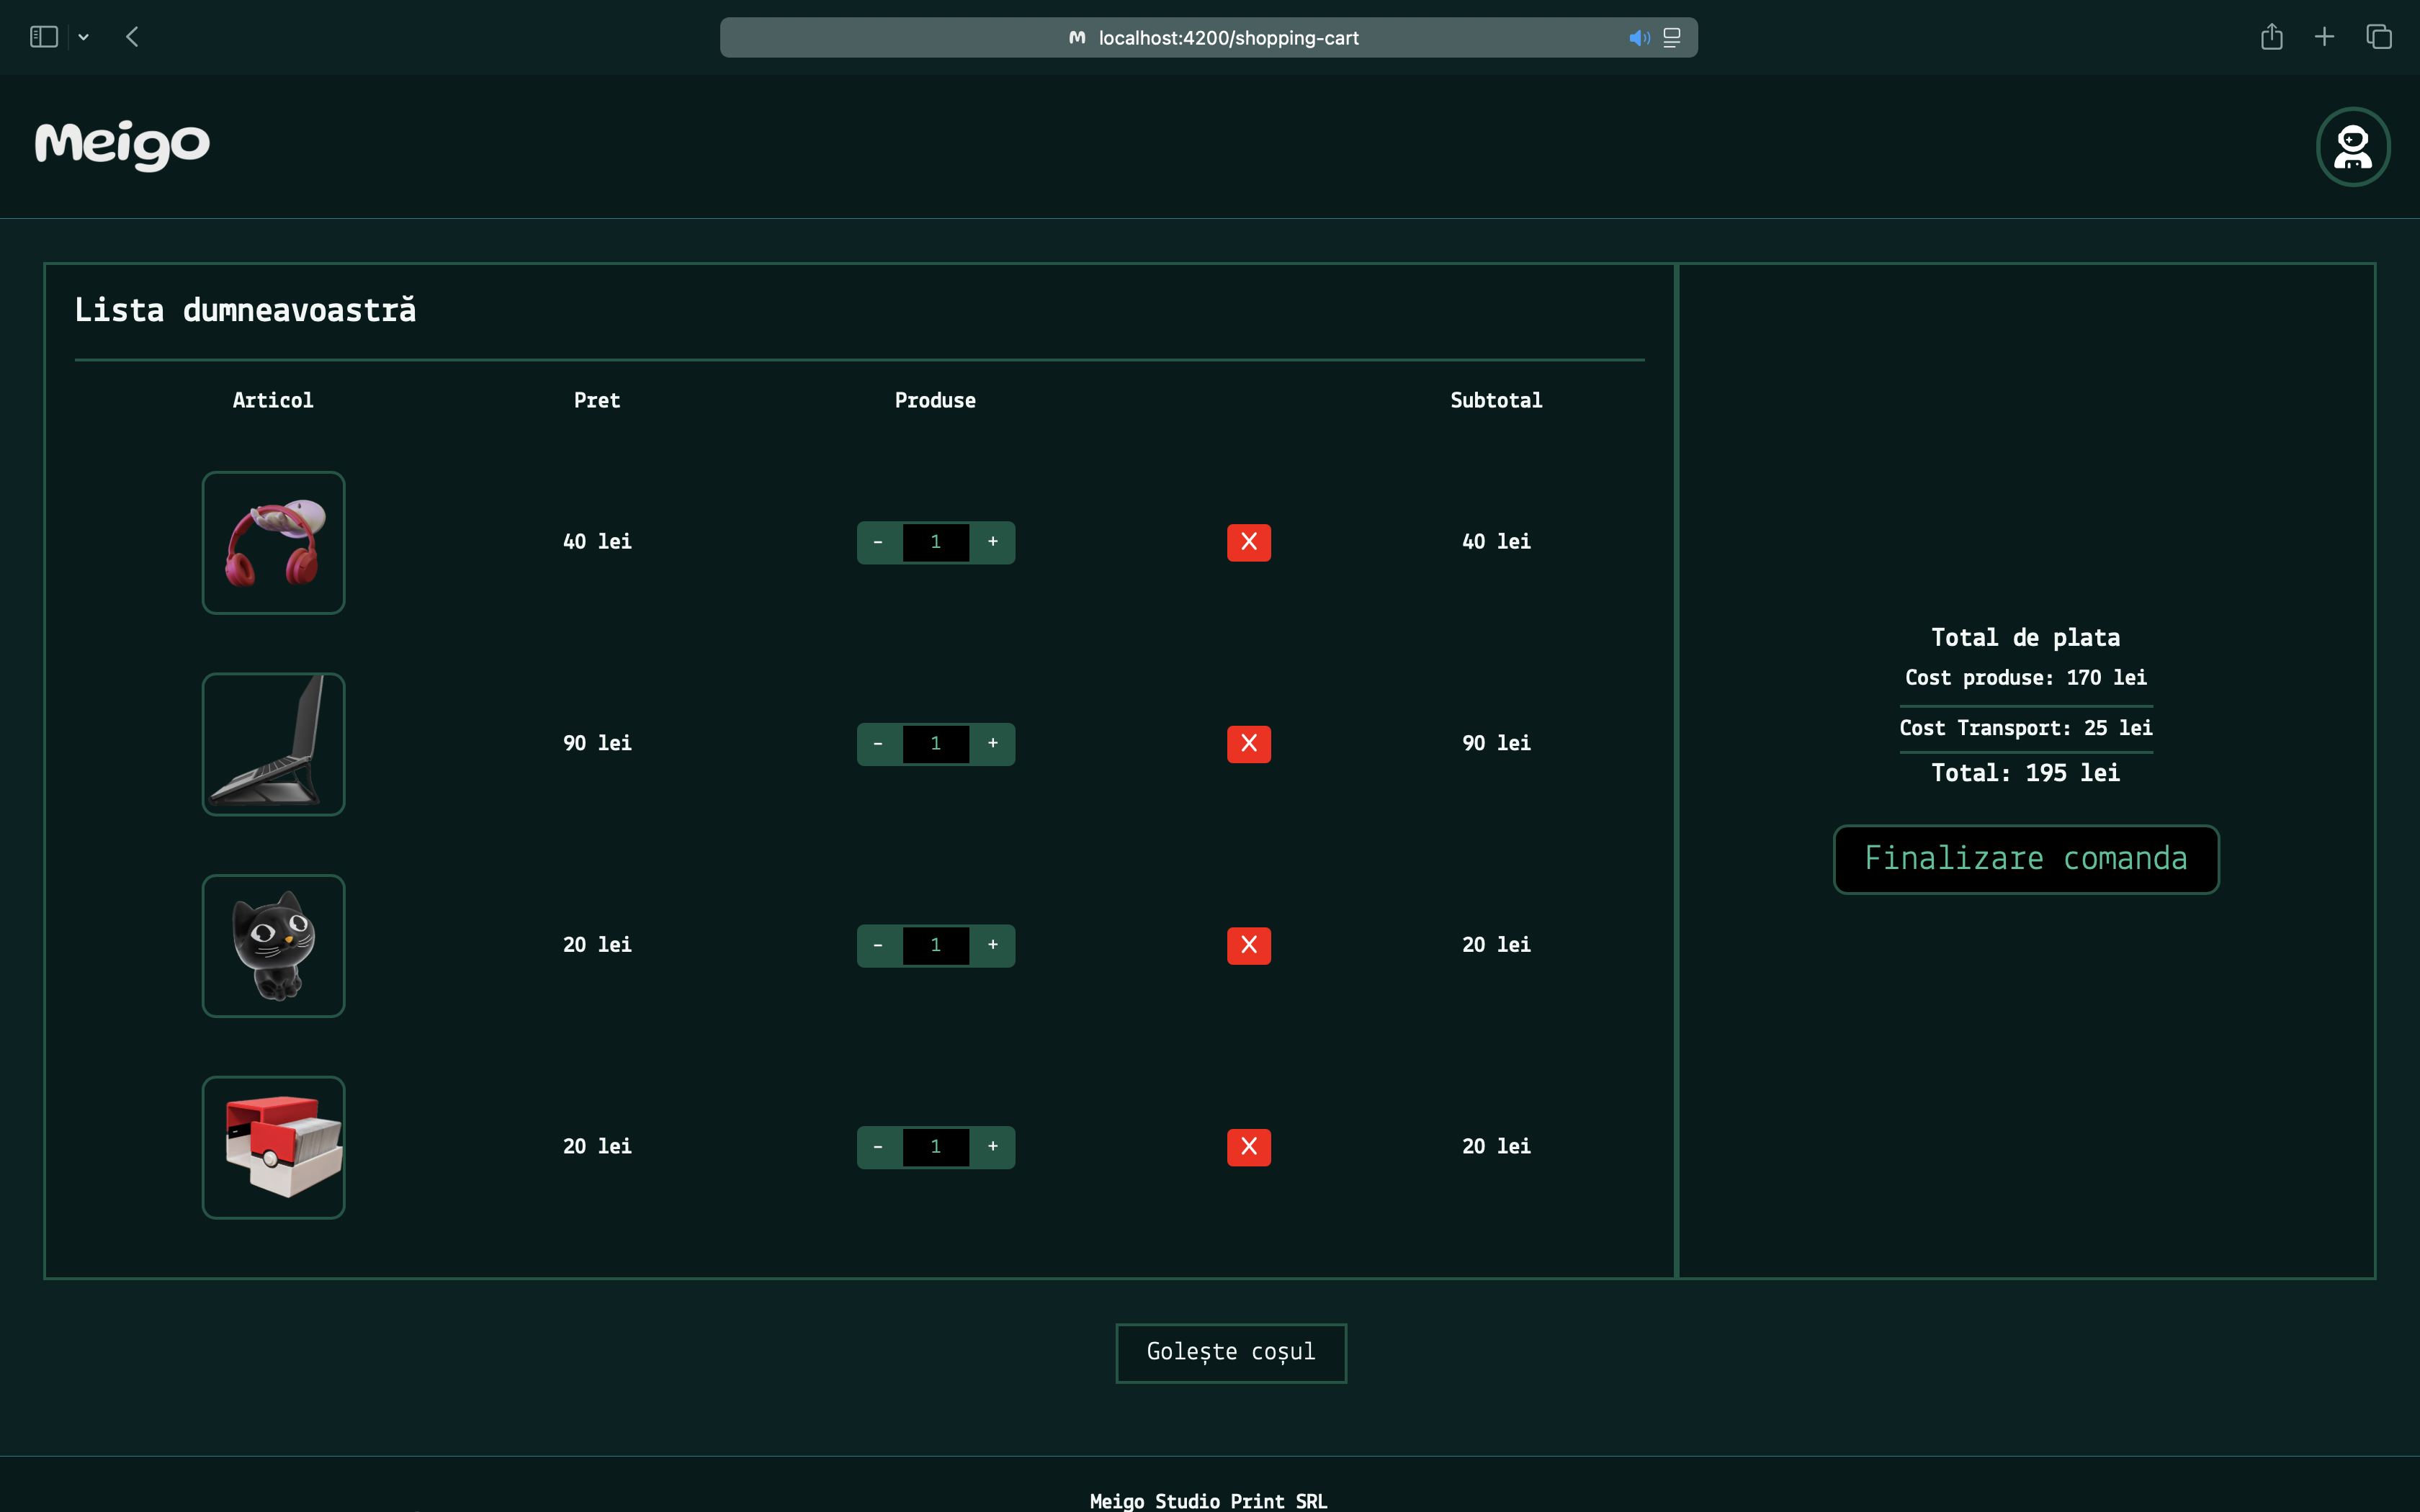 localhost:4200/shopping-cart
Meigo
Lista dumneavoastră
Articol Pret Produse Subtotal
40 lei - 1 + X 40 lei
90 lei - 1 + X 90 lei
20 lei - 1 + X 20 lei
20 lei - 1 + X 20 lei
Total de plata
Cost produse: 170 lei
Cost Transport: 25 lei
Total: 195 lei
Finalizare comanda
Golește coșul
Meigo Studio Print SRL